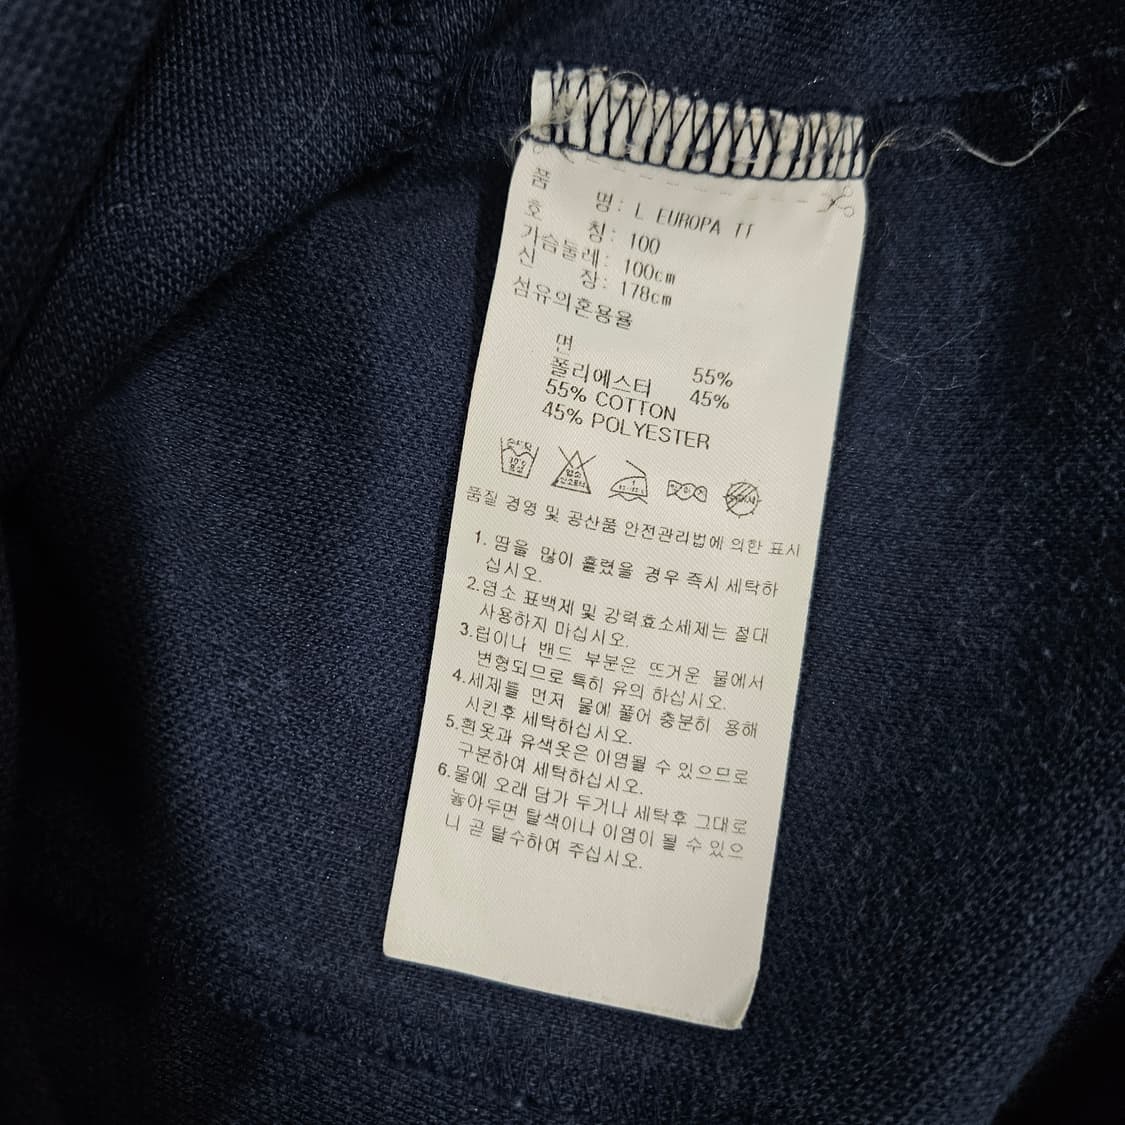 품 명: L EUROPA TT
호 칭: 100
가슴둘레: 100cm
신 장: 178cm
섬유의혼용율
면 55%
폴리에스터 45%
55% COTTON
45% POLYESTER
품질 경영 및 공산품 안전관리법에 의한 표시
1. 땀을 많이 흘렸을 경우 즉시 세탁하
십시오.
2.염소 표백제 및 강력효소세제는 절대
사용하지 마십시오.
3.럽이나 밴드 부분은 뜨거운 물에서
변형되므로 특히 유의 하십시오.
4.세제를 먼저 물에 풀어 충분히 용해
시킨후 세탁하십시오.
5.흰옷과 유색옷은 이염될 수 있으므로
구분하여 세탁하십시오.
6.물에 오래 담가 두거나 세탁후 그대로
놓아두면 탈색이나 이염이 될 수 있으
니 곧 탈수하여 주십시오.